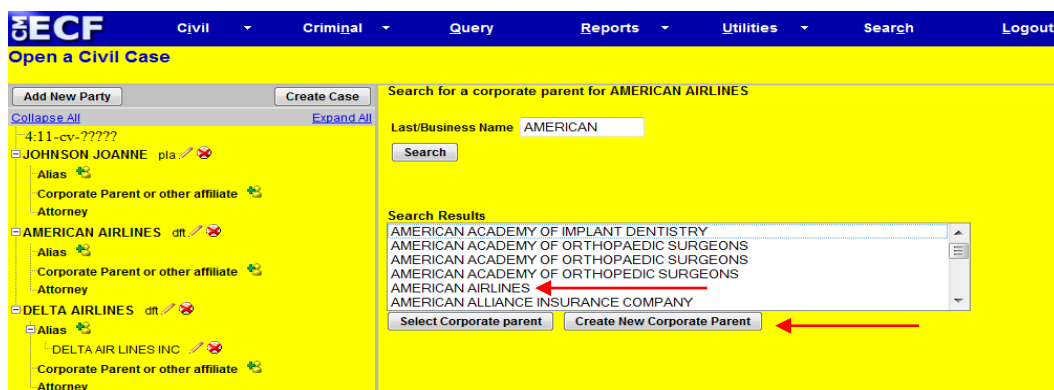 CM ECF Civil Criminal Query Reports Utilities Search Logout
Open a Civil Case
Add New Party Create Case
Collapse All Expand All
4:11-cv-?????
JOHNSON JOANNE pla
Alias
Corporate Parent or other affiliate
Attorney
AMERICAN AIRLINES dft
Alias
Corporate Parent or other affiliate
Attorney
DELTA AIRLINES dft
Alias
DELTA AIR LINES INC
Corporate Parent or other affiliate
Attorney
Search for a corporate parent for AMERICAN AIRLINES
Last/Business Name AMERICAN
Search
Search Results
AMERICAN ACADEMY OF IMPLANT DENTISTRY
AMERICAN ACADEMY OF ORTHOPAEDIC SURGEONS
AMERICAN ACADEMY OF ORTHOPAEDIC SURGEONS
AMERICAN ACADEMY OF ORTHOPEDIC SURGEONS
AMERICAN AIRLINES
AMERICAN ALLIANCE INSURANCE COMPANY
Select Corporate parent Create New Corporate Parent